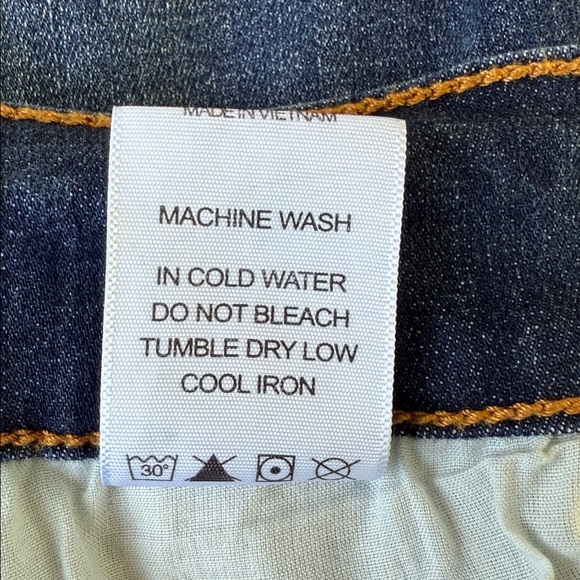 MADE IN VIETNAM
MACHINE WASH
IN COLD WATER
DO NOT BLEACH
TUMBLE DRY LOW
COOL IRON
30°